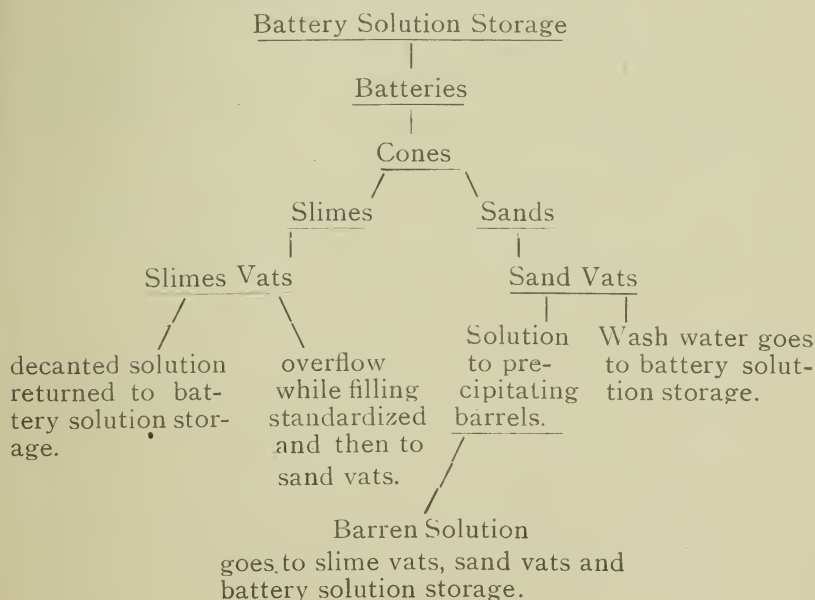 Battery Solution Storage
Batteries
Cones
Slimes
Sands
Slimes Vats
Sand Vats
decanted solution
returned to bat-
tery solution stor-
age.
overflow
while filling
standardized
and then to
sand vats.
Solution
to pre-
cipitating
barrels.
Wash water goes
to battery solut-
tion storage.
Barren Solution
goes to slime vats, sand vats and
battery solution storage.